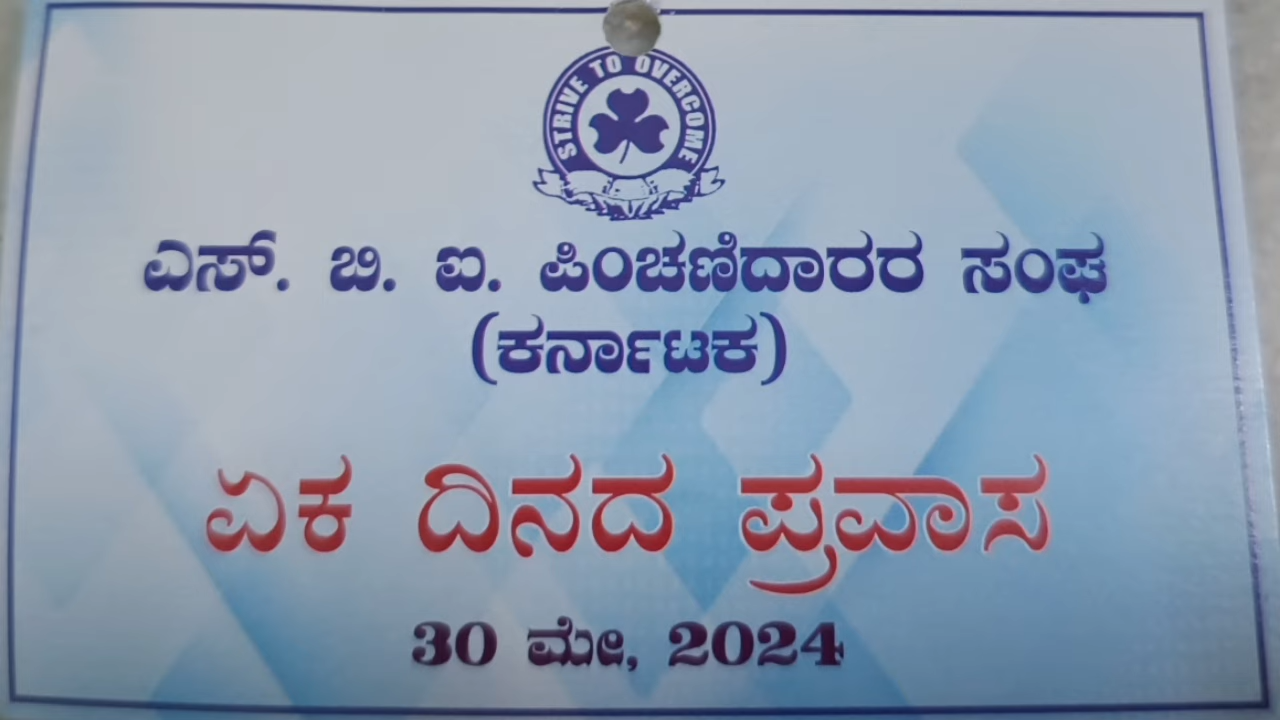 STRIVE TO OVERCOME
ಎಸ್. ಬಿ. ಐ. ಪಿಂಚಣಿದಾರರ ಸಂಘ
(ಕರ್ನಾಟಕ)
ಏಕ ದಿನದ ಪ್ರವಾಸ
30 ಮೇ, 2024